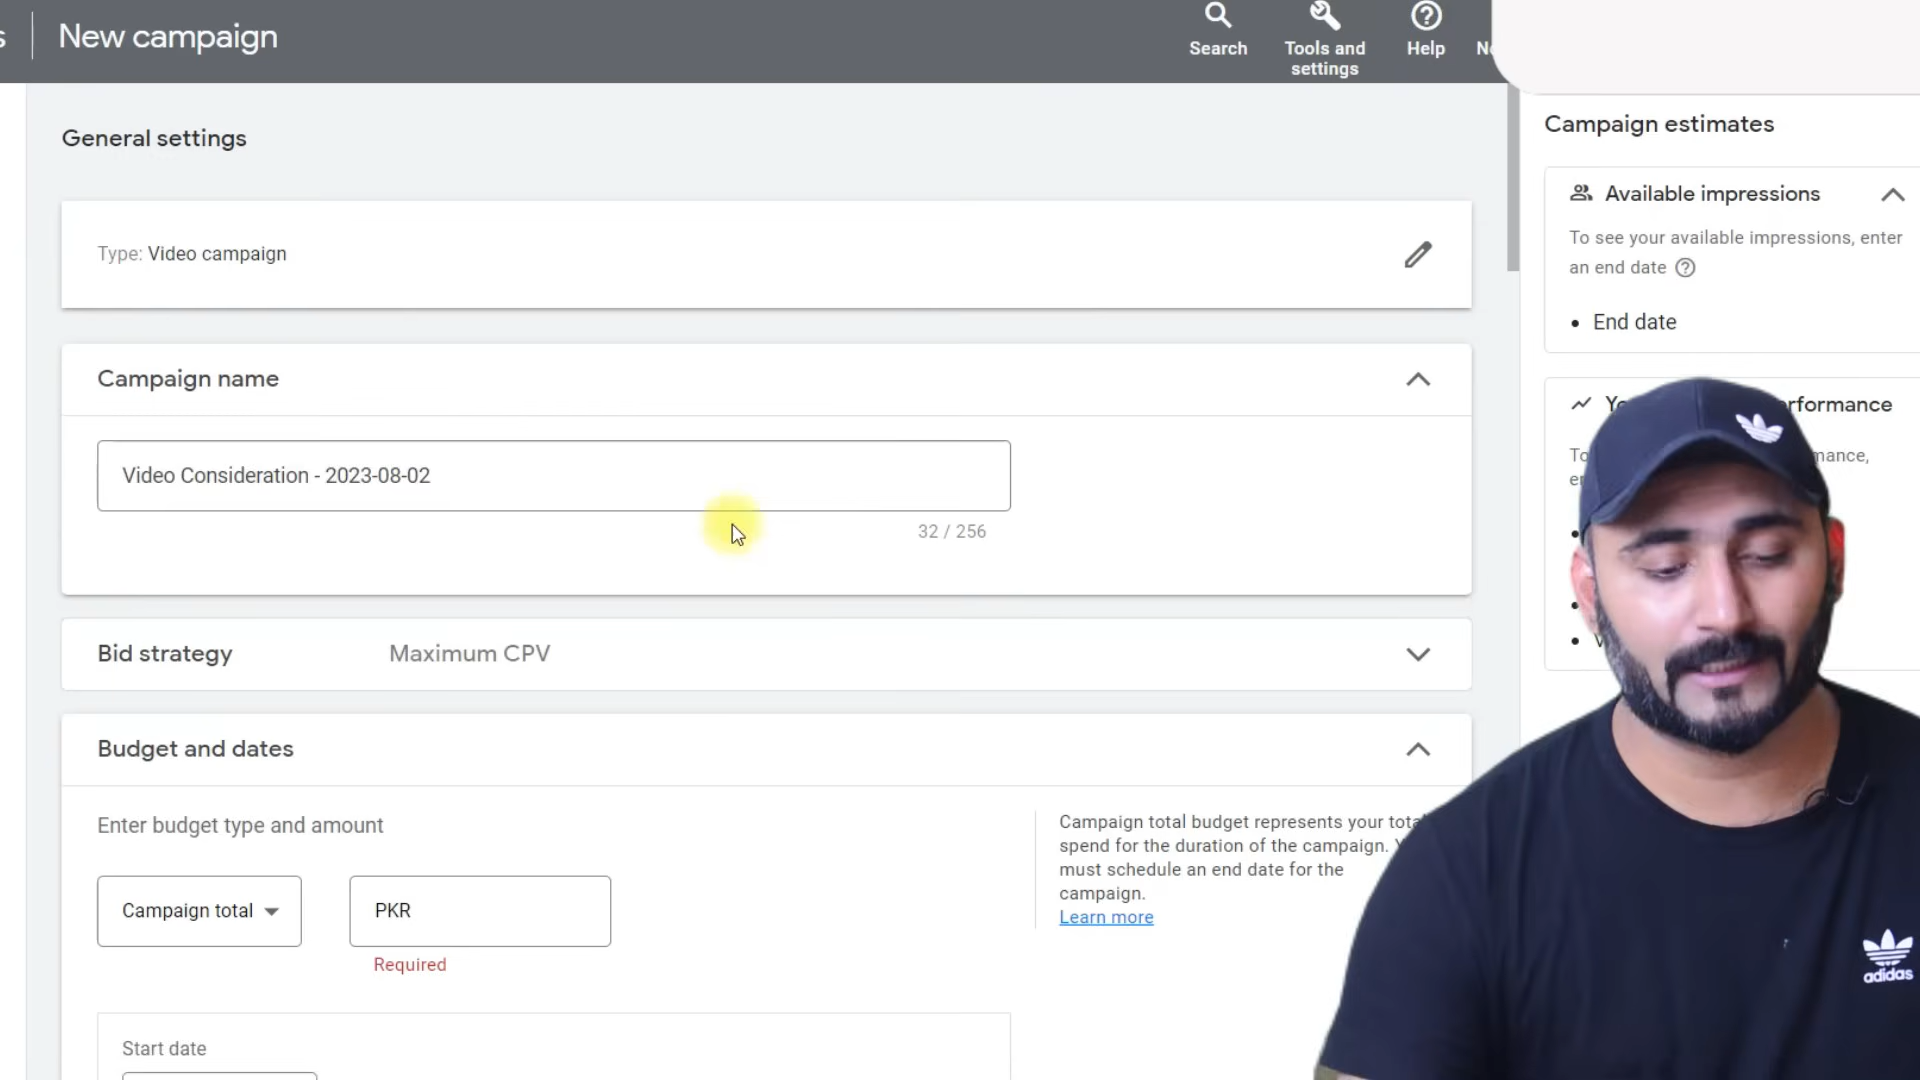 New campaign
Search
Tools and
settings
Help
General settings
Type: Video campaign
Campaign name
Video Consideration - 2023-08-02
32 / 256
Bid strategy
Maximum CPV
Budget and dates
Enter budget type and amount
Campaign total
PKR
Required
Campaign total budget represents your
spend for the duration of the campaign.
must schedule an end date for the
campaign.
Learn more
Start date
Campaign estimates
Available impressions
To see your available impressions, enter
an end date
End date
adidas